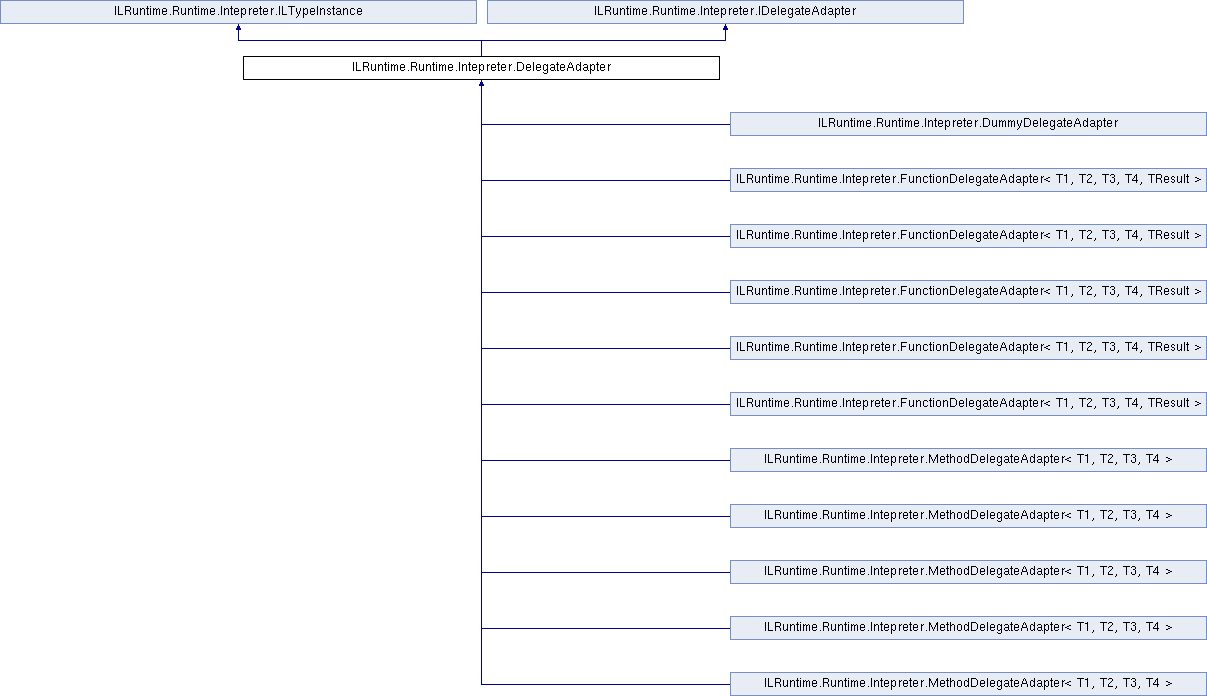 ILRuntime.Runtime.Intepreter.ILTypeInstance
ILRuntime.Runtime.Intepreter.IDelegateAdapter
ILRuntime.Runtime.Intepreter.DelegateAdapter
ILRuntime.Runtime.Intepreter.DummyDelegateAdapter
ILRuntime.Runtime.Intepreter.FunctionDelegateAdapter< T1, T2, T3, T4, TResult >
ILRuntime.Runtime.Intepreter.FunctionDelegateAdapter< T1, T2, T3, T4, TResult >
ILRuntime.Runtime.Intepreter.FunctionDelegateAdapter< T1, T2, T3, T4, TResult >
ILRuntime.Runtime.Intepreter.FunctionDelegateAdapter< T1, T2, T3, T4, TResult >
ILRuntime.Runtime.Intepreter.FunctionDelegateAdapter< T1, T2, T3, T4, TResult >
ILRuntime.Runtime.Intepreter.MethodDelegateAdapter< T1, T2, T3, T4 >
ILRuntime.Runtime.Intepreter.MethodDelegateAdapter< T1, T2, T3, T4 >
ILRuntime.Runtime.Intepreter.MethodDelegateAdapter< T1, T2, T3, T4 >
ILRuntime.Runtime.Intepreter.MethodDelegateAdapter< T1, T2, T3, T4 >
ILRuntime.Runtime.Intepreter.MethodDelegateAdapter< T1, T2, T3, T4 >